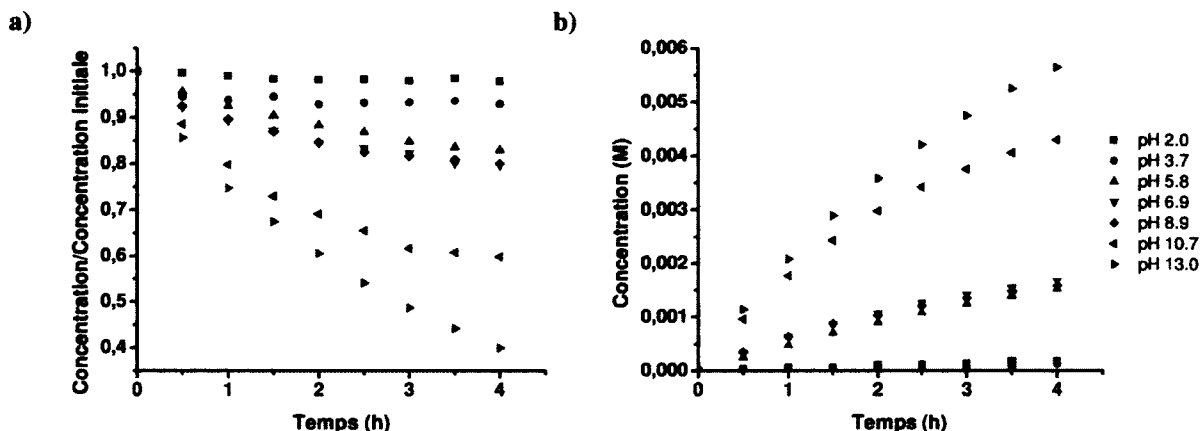 a)
Concentration/Concentration Initiale
1,0
0,9
0,8
0,7
0,6
0,5
0,4
0
1
2
3
4
Temps (h)
b)
Concentration (M)
0,006
0,005
0,004
0,003
0,002
0,001
0,000
0
1
2
3
4
Temps (h)
pH 2.0
pH 3.7
pH 5.8
pH 6.9
pH 8.9
pH 10.7
pH 13.0